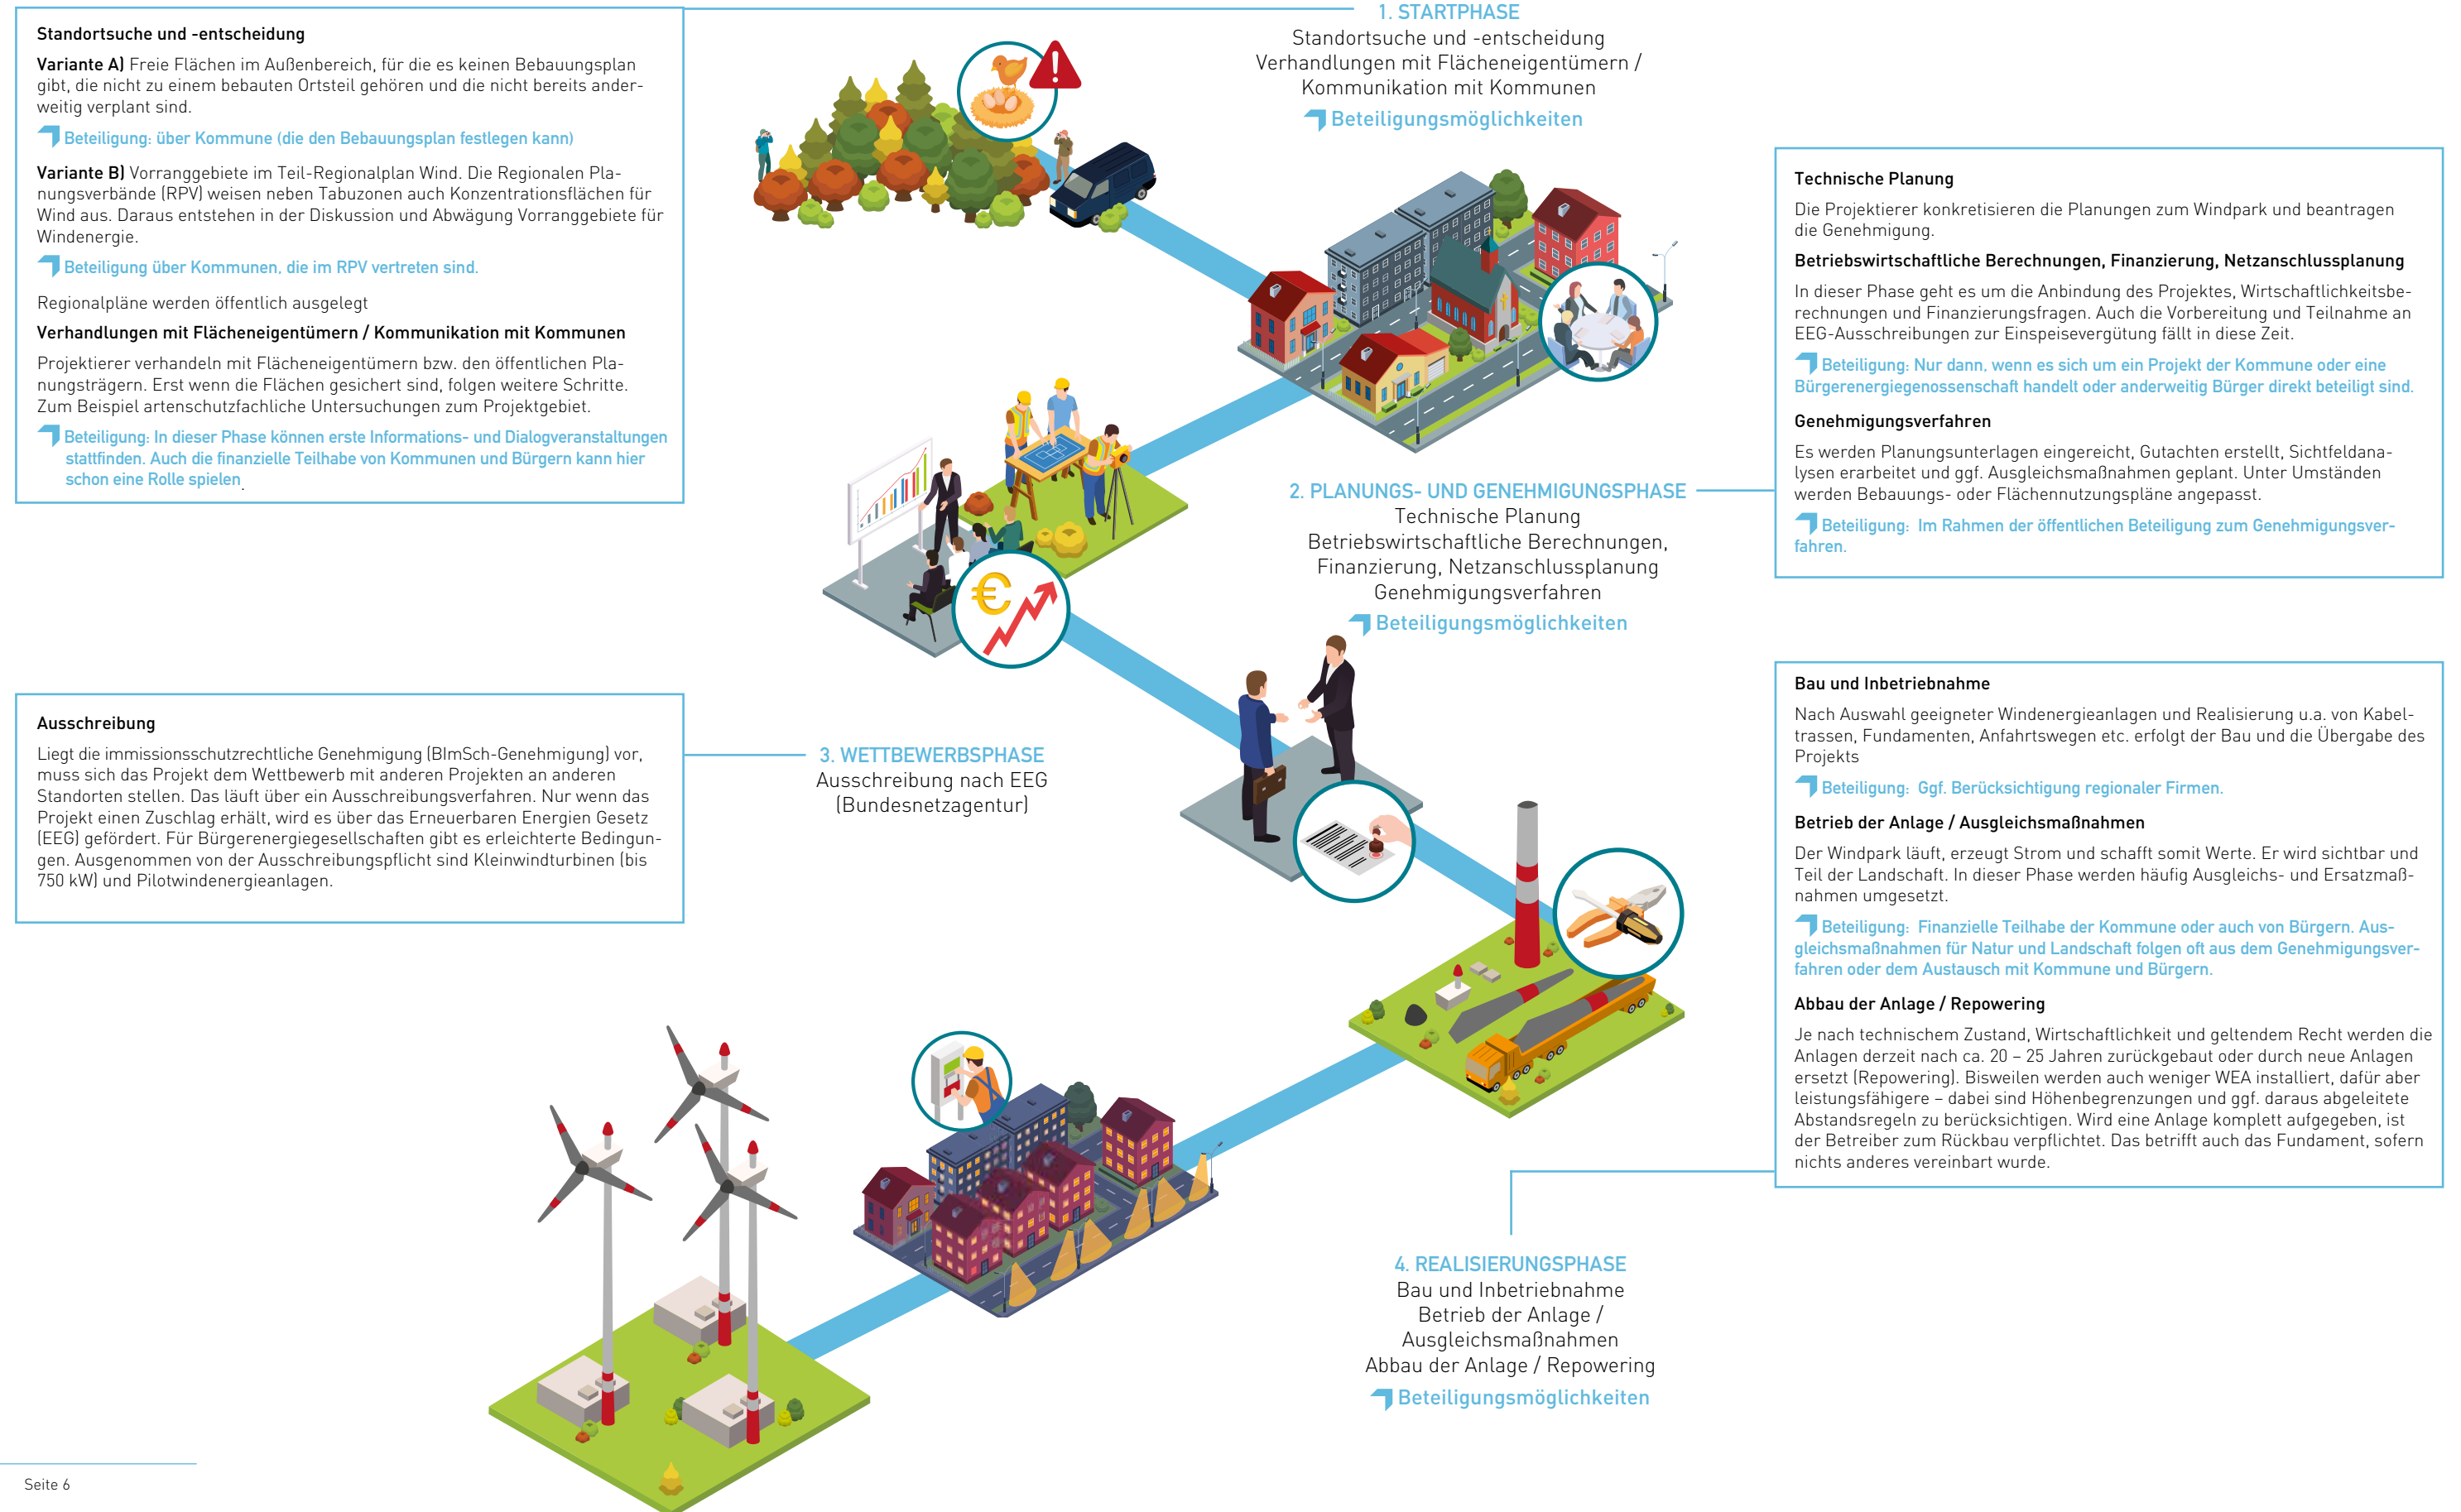 1. STARTPHASE
Standortsuche und -entscheidung
Verhandlungen mit Flächeneigentümern /
Kommunikation mit Kommunen
Beteiligungsmöglichkeiten
Standortsuche und -entscheidung
Variante A) Freie Flächen im Außenbereich, für die es keinen Bebauungsplan
gibt, die nicht zu einem bebauten Ortsteil gehören und die nicht bereits ander-
weitig verplant sind.
Beteiligung: über Kommune (die den Bebauungsplan festlegen kann)
Variante B) Vorranggebiete im Teil-Regionalplan Wind. Die Regionalen Pla-
nungsverbände (RPV) weisen neben Tabuzonen auch Konzentrationsflächen für
Wind aus. Daraus entstehen in der Diskussion und Abwägung Vorranggebiete für
Windenergie.
Beteiligung über Kommunen, die im RPV vertreten sind.
Regionalpläne werden öffentlich ausgelegt
Verhandlungen mit Flächeneigentümern / Kommunikation mit Kommunen
Projektierer verhandeln mit Flächeneigentümern bzw. den öffentlichen Pla-
nungsträgern. Erst wenn die Flächen gesichert sind, folgen weitere Schritte.
Zum Beispiel artenschutzfachliche Untersuchungen zum Projektgebiet.
Beteiligung: In dieser Phase können erste Informations- und Dialogveranstaltungen
stattfinden. Auch die finanzielle Teilhabe von Kommunen und Bürgern kann hier
schon eine Rolle spielen.
2. PLANUNGS- UND GENEHMIGUNGSPHASE
Technische Planung
Betriebswirtschaftliche Berechnungen,
Finanzierung, Netzanschlussplanung
Genehmigungsverfahren
Beteiligungsmöglichkeiten
Technische Planung
Die Projektierer konkretisieren die Planungen zum Windpark und beantragen
die Genehmigung.
Betriebswirtschaftliche Berechnungen, Finanzierung, Netzanschlussplanung
In dieser Phase geht es um die Anbindung des Projektes, Wirtschaftlichkeitsbe-
rechnungen und Finanzierungsfragen. Auch die Vorbereitung und Teilnahme an
EEG-Ausschreibungen zur Einspeisevergütung fällt in diese Zeit.
Beteiligung: Nur dann, wenn es sich um ein Projekt der Kommune oder eine
Bürgerenergiegenossenschaft handelt oder anderweitig Bürger direkt beteiligt sind.
Genehmigungsverfahren
Es werden Planungsunterlagen eingereicht, Gutachten erstellt, Sichtfeldana-
lysen erarbeitet und ggf. Ausgleichsmaßnahmen geplant. Unter Umständen
werden Bebauungs- oder Flächennutzungspläne angepasst.
Beteiligung: Im Rahmen der öffentlichen Beteiligung zum Genehmigungsver-
fahren.
3. WETTBEWERBSPHASE
Ausschreibung nach EEG
(Bundesnetzagentur)
Ausschreibung
Liegt die immissionsschutzrechtliche Genehmigung (BImSch-Genehmigung) vor,
muss sich das Projekt dem Wettbewerb mit anderen Projekten an anderen
Standorten stellen. Das läuft über ein Ausschreibungsverfahren. Nur wenn das
Projekt einen Zuschlag erhält, wird es über das Erneuerbaren Energien Gesetz
(EEG) gefördert. Für Bürgerenergiegesellschaften gibt es erleichterte Bedingun-
gen. Ausgenommen von der Ausschreibungspflicht sind Kleinwindturbinen (bis
750 kW) und Pilotwindenergieanlagen.
4. REALISIERUNGSPHASE
Bau und Inbetriebnahme
Betrieb der Anlage /
Ausgleichsmaßnahmen
Abbau der Anlage / Repowering
Beteiligungsmöglichkeiten
Bau und Inbetriebnahme
Nach Auswahl geeigneter Windenergieanlagen und Realisierung u.a. von Kabel-
trassen, Fundamenten, Anfahrtswegen etc. erfolgt der Bau und die Übergabe des
Projekts
Beteiligung: Ggf. Berücksichtigung regionaler Firmen.
Betrieb der Anlage / Ausgleichsmaßnahmen
Der Windpark läuft, erzeugt Strom und schafft somit Werte. Er wird sichtbar und
Teil der Landschaft. In dieser Phase werden häufig Ausgleichs- und Ersatzmaß-
nahmen umgesetzt.
Beteiligung: Finanzielle Teilhabe der Kommune oder auch von Bürgern. Aus-
gleichsmaßnahmen für Natur und Landschaft folgen oft aus dem Genehmigungsver-
fahren oder dem Austausch mit Kommune und Bürgern.
Abbau der Anlage / Repowering
Je nach technischem Zustand, Wirtschaftlichkeit und geltendem Recht werden die
Anlagen derzeit nach ca. 20 – 25 Jahren zurückgebaut oder durch neue Anlagen
ersetzt (Repowering). Bisweilen werden auch weniger WEA installiert, dafür aber
leistungsfähigere – dabei sind Höhenbegrenzungen und ggf. daraus abgeleitete
Abstandsregeln zu berücksichtigen. Wird eine Anlage komplett aufgegeben, ist
der Betreiber zum Rückbau verpflichtet. Das betrifft auch das Fundament, sofern
nichts anderes vereinbart wurde.
€
Seite 6